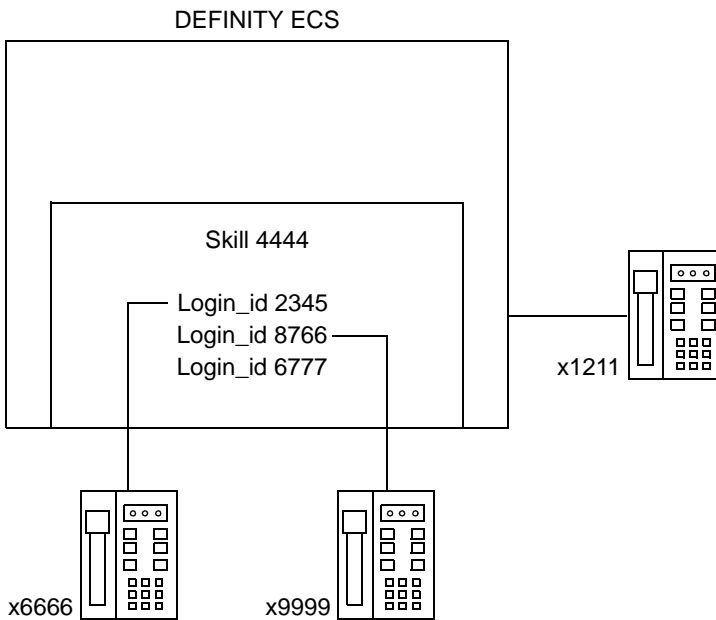 DEFINITY ECS
Skill 4444
Login_id 2345
Login_id 8766
Login_id 6777
x1211
x6666
x9999